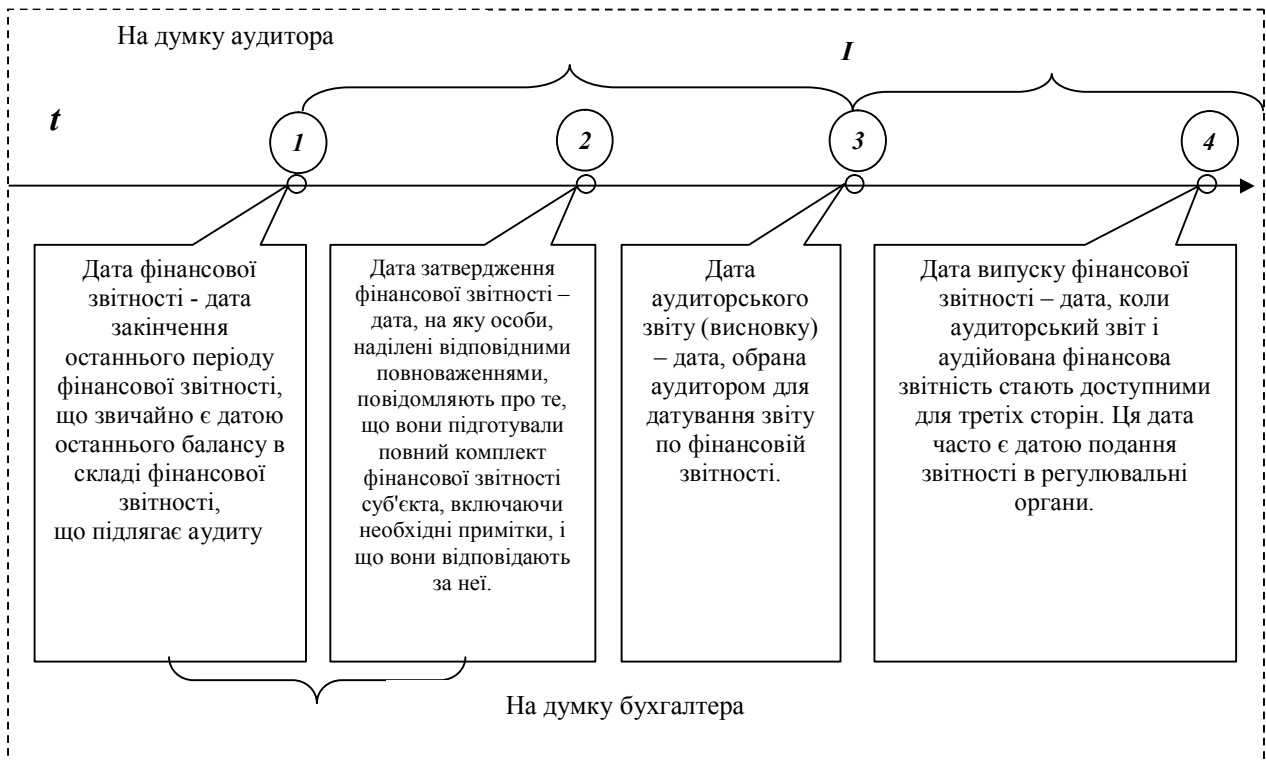 На думку аудитора
I
t
1
2
3
4
Дата фінансової
звітності - дата
закінчення
останнього періоду
фінансової звітності,
що звичайно є датою
останнього балансу в
складі фінансової
звітності,
що підлягає аудиту
Дата затвердження
фінансової звітності –
дата, на яку особи,
наділені відповідними
повноваженнями,
повідомляють про те,
що вони підготували
повний комплект
фінансової звітності
суб'єкта, включаючи
необхідні примітки, і
що вони відповідають
за неї.
Дата
аудиторського
звіту (висновку)
– дата, обрана
аудитором для
датування звіту
по фінансовій
звітності.
Дата випуску фінансової
звітності – дата, коли
аудиторський звіт і
аудійована фінансова
звітність стають доступними
для третіх сторін. Ця дата
часто є датою подання
звітності в регулювальні
органи.
На думку бухгалтера